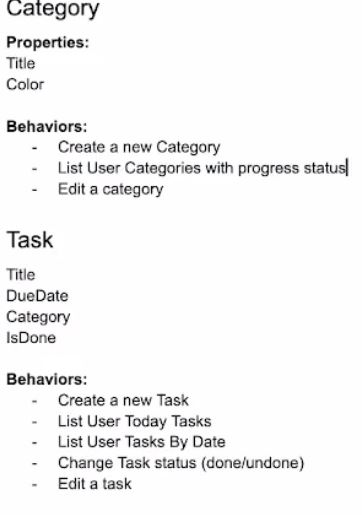 Category
Properties:
Title
Color
Behaviors:
- Create a new Category
- List User Categories with progress status
- Edit a category
Task
Title
DueDate
Category
IsDone
Behaviors:
- Create a new Task
- List User Today Tasks
- List User Tasks By Date
- Change Task status (done/undone)
- Edit a task